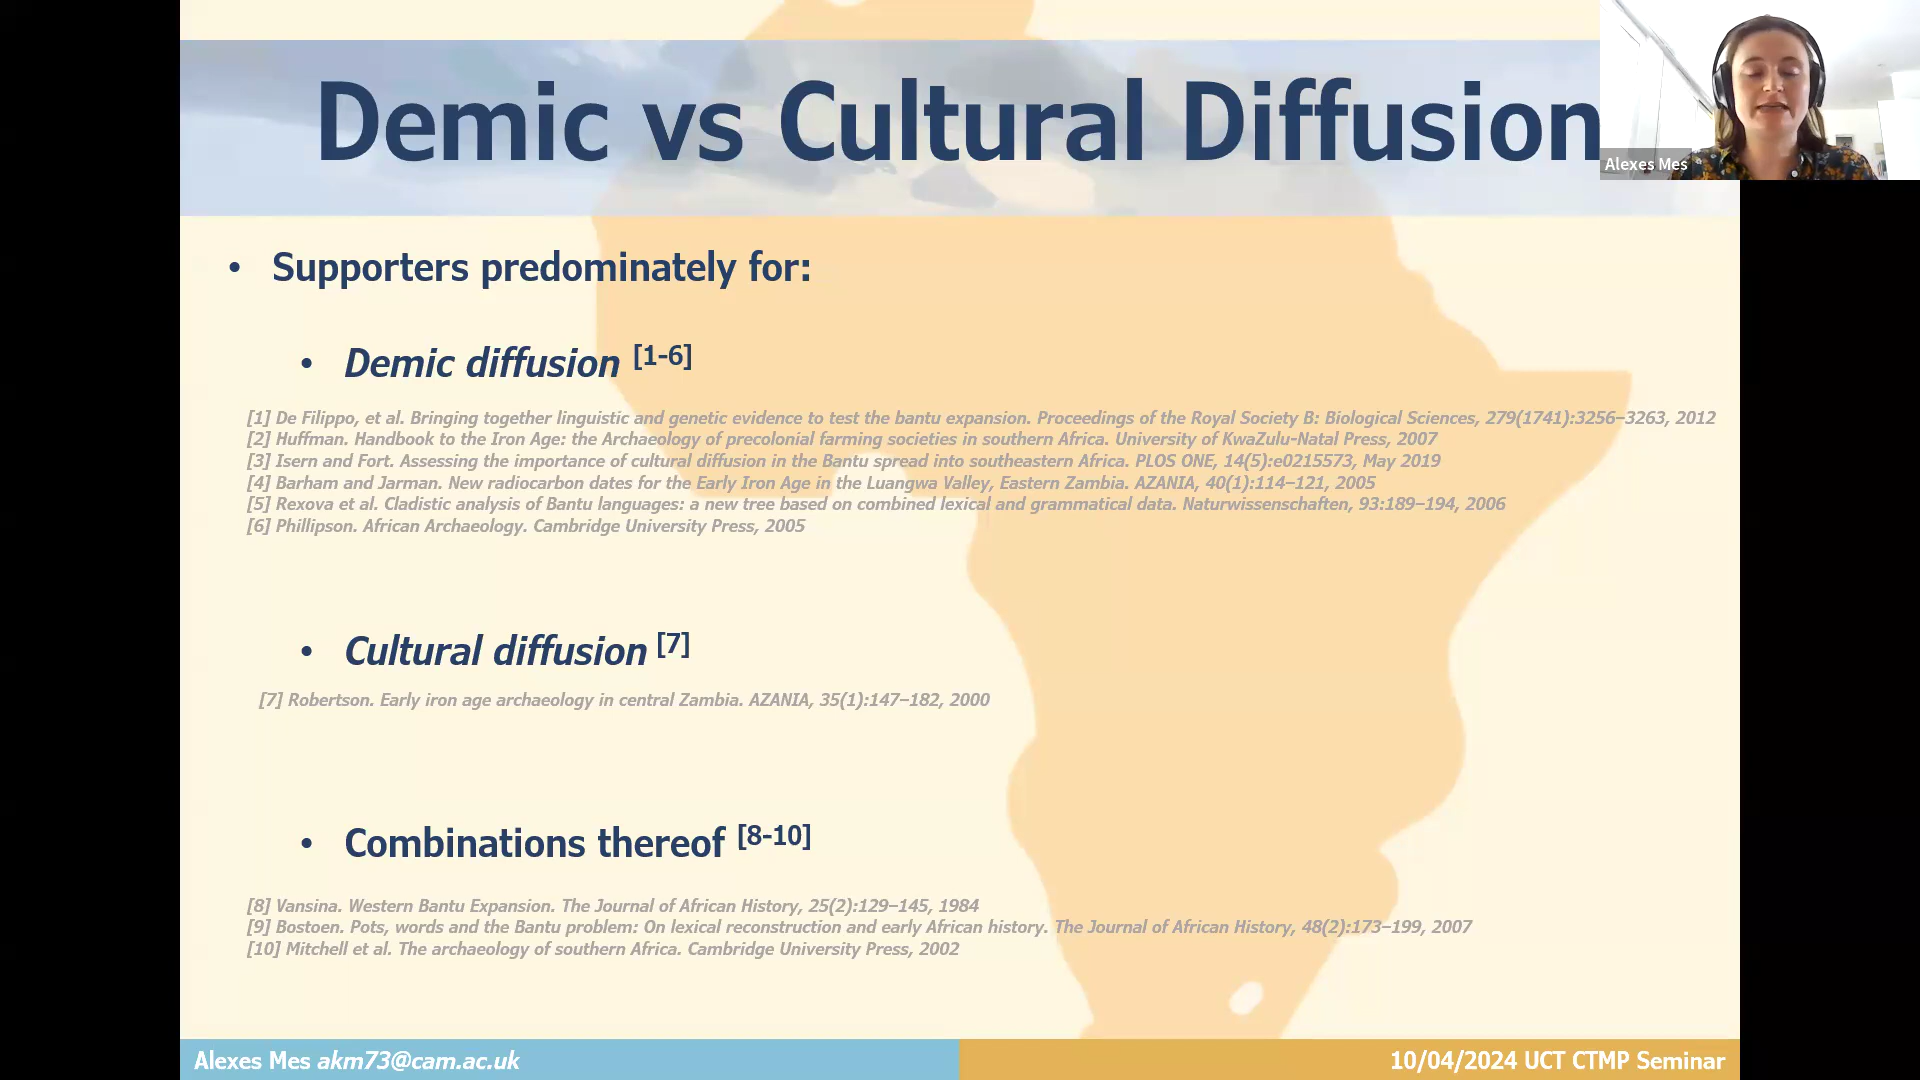 Demic vs Cultural Diffusion
Alexes Mes
• Supporters predominately for:
• Demic diffusion [1-6]
[1] De Filippo, et al. Bringing together linguistic and genetic evidence to test the bantu expansion. Proceedings of the Royal Society B: Biological Sciences, 279(1741):3256–3263, 2012
[2] Huffman. Handbook to the Iron Age: the Archaeology of precolonial farming societies in southern Africa. University of KwaZulu-Natal Press, 2007
[3] Isern and Fort. Assessing the importance of cultural diffusion in the Bantu spread into southeastern Africa. PLOS ONE, 14(5):e0215573, May 2019
[4] Barham and Jarman. New radiocarbon dates for the Early Iron Age in the Luangwa Valley, Eastern Zambia. AZANIA, 40(1):114–121, 2005
[5] Rexova et al. Cladistic analysis of Bantu languages: a new tree based on combined lexical and grammatical data. Naturwissenschaften, 93:189–194, 2006
[6] Phillipson. African Archaeology. Cambridge University Press, 2005
• Cultural diffusion [7]
[7] Robertson. Early iron age archaeology in central Zambia. AZANIA, 35(1):147–182, 2000
• Combinations thereof [8-10]
[8] Vansina. Western Bantu Expansion. The Journal of African History, 25(2):129–145, 1984
[9] Bostoen. Pots, words and the Bantu problem: On lexical reconstruction and early African history. The Journal of African History, 48(2):173–199, 2007
[10] Mitchell et al. The archaeology of southern Africa. Cambridge University Press, 2002
Alexes Mes akm73@cam.ac.uk
10/04/2024 UCT CTMP Seminar